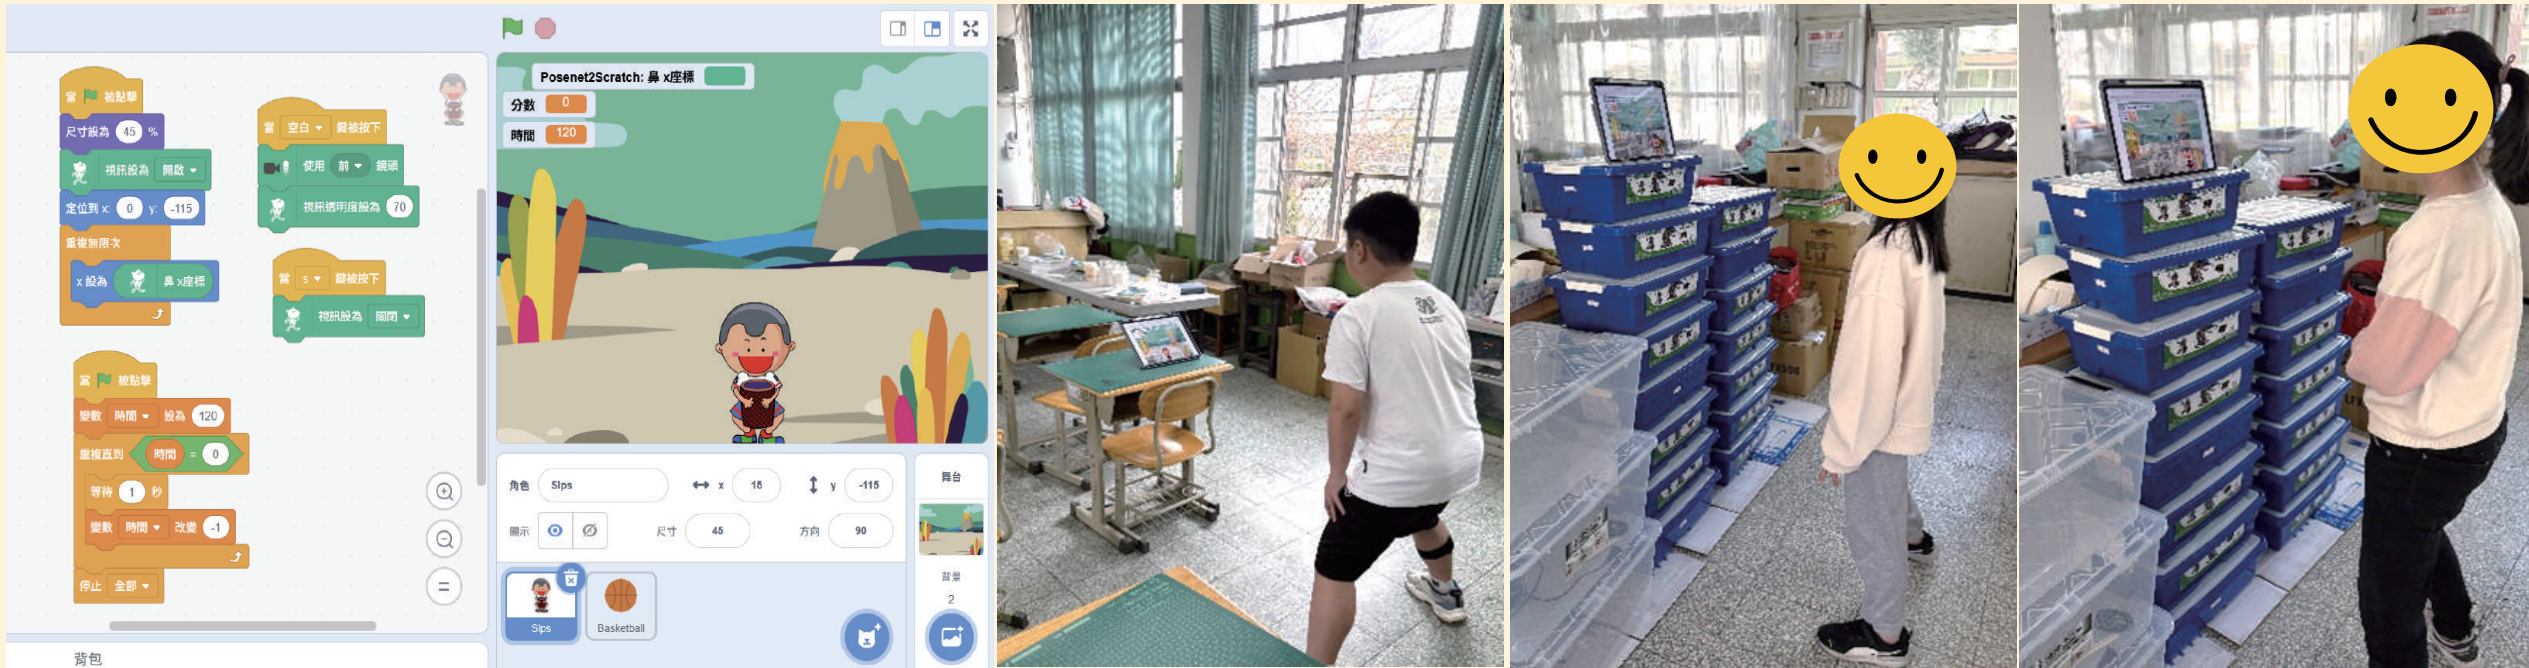 當 被點擊
尺寸設為 45 %
視訊設為 開啟
定位到 x: 0 y: -115
重複無限次
x 設為 鼻 x座標
當 空白 鍵被按下
使用 前 鏡頭
視訊透明度設為 70
當 s 鍵被按下
視訊設為 關閉
當 被點擊
變數 時間 設為 120
重複直到 時間 = 0
等待 1 秒
變數 時間 改變 -1
停止 全部
背包
Posenet2Scratch: 鼻 x座標
分數 0
時間 120
角色 Sips x 15 y -115
顯示 尺寸 45 方向 90
Sips
Basketball
舞台
背景
2